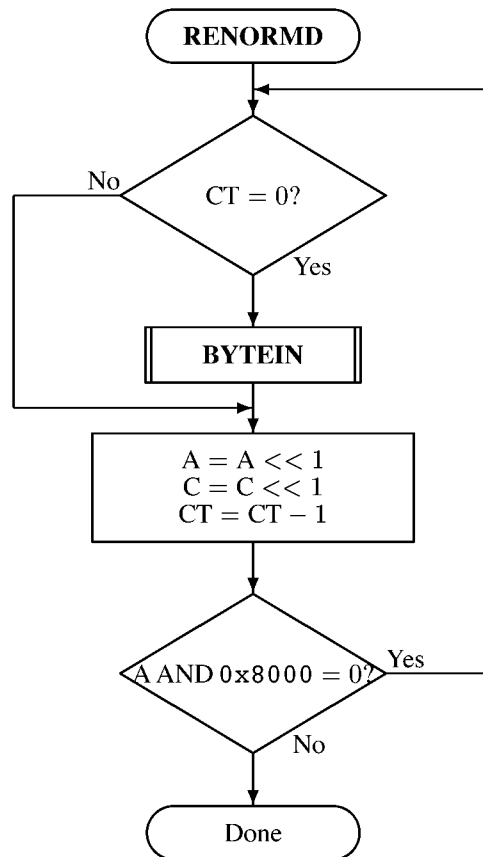 RENORMD
No
CT = 0?
Yes
BYTEIN
A = A << 1
C = C << 1
CT = CT − 1
A AND 0x8000 = 0?
Yes
No
Done